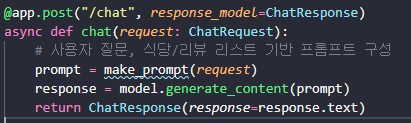 @app.post("/chat", response_model=ChatResponse)
async def chat(request: ChatRequest):
    # 사용자 질문, 식당/리뷰 리스트 기반 프롬프트 구성
    prompt = make_prompt(request)
    response = model.generate_content(prompt)
    return ChatResponse(response=response.text)